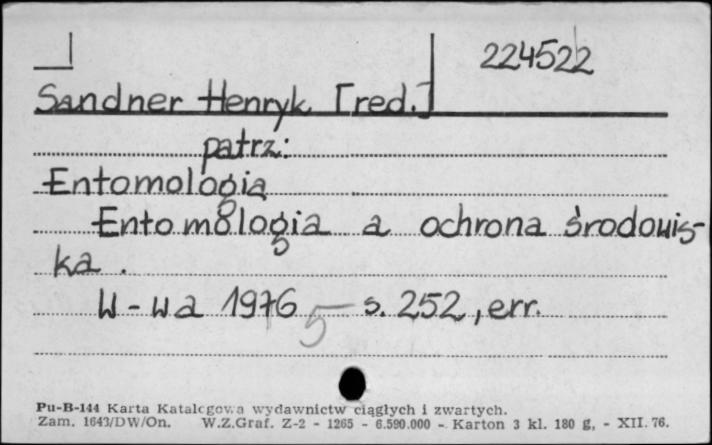 224522
Sandner Henryk [red.]
patrz:
Entomologia
Entomologia a ochrona środowis-
ka.
W-wa 1976 s. 252, err.
5
Pu-B-144 Karta Katalogowa wydawnictw ciągłych i zwartych.
Zam. 1643/DW/On. W.Z.Graf. Z-2 - 1265 - 6.590.000 -. Karton 3 kl. 180 g, - XII. 76.